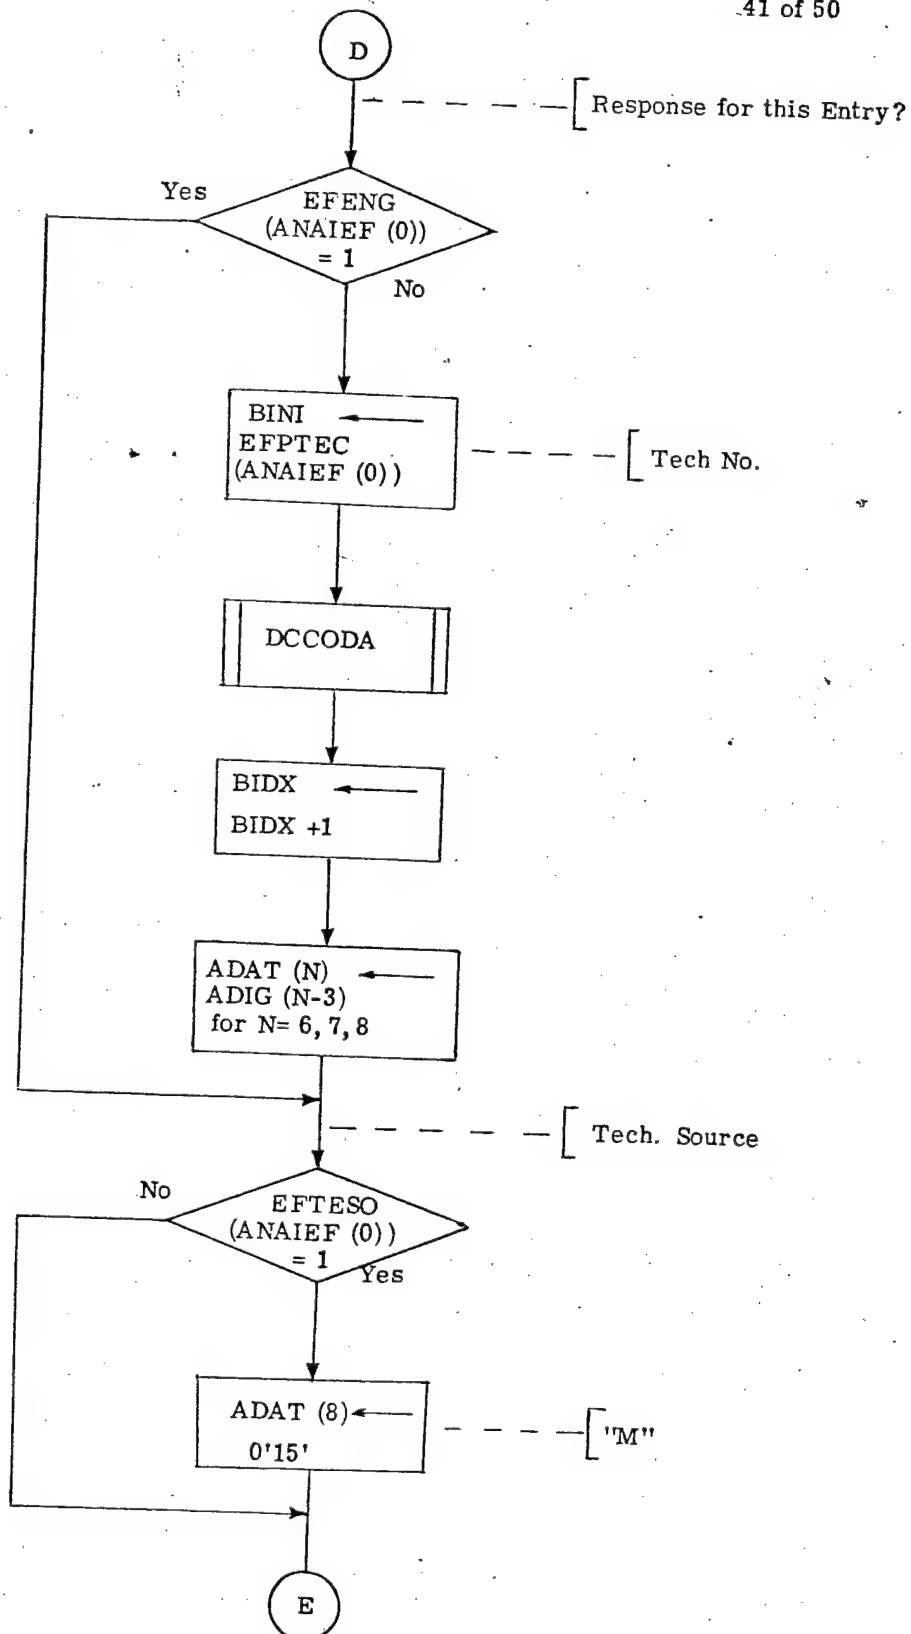 41 of 50
D
Response for this Entry?
Yes
EFENG
(ANAIEF (0))
= 1
No
BINI
EFPTEC
(ANAIEF (0))
Tech No.
DCCODA
BIDX
BIDX +1
ADAT (N)
ADIG (N-3)
for N= 6, 7, 8
Tech. Source
No
EFTESO
(ANAIEF (0))
= 1
Yes
ADAT (8)
0'15'
"M"
E